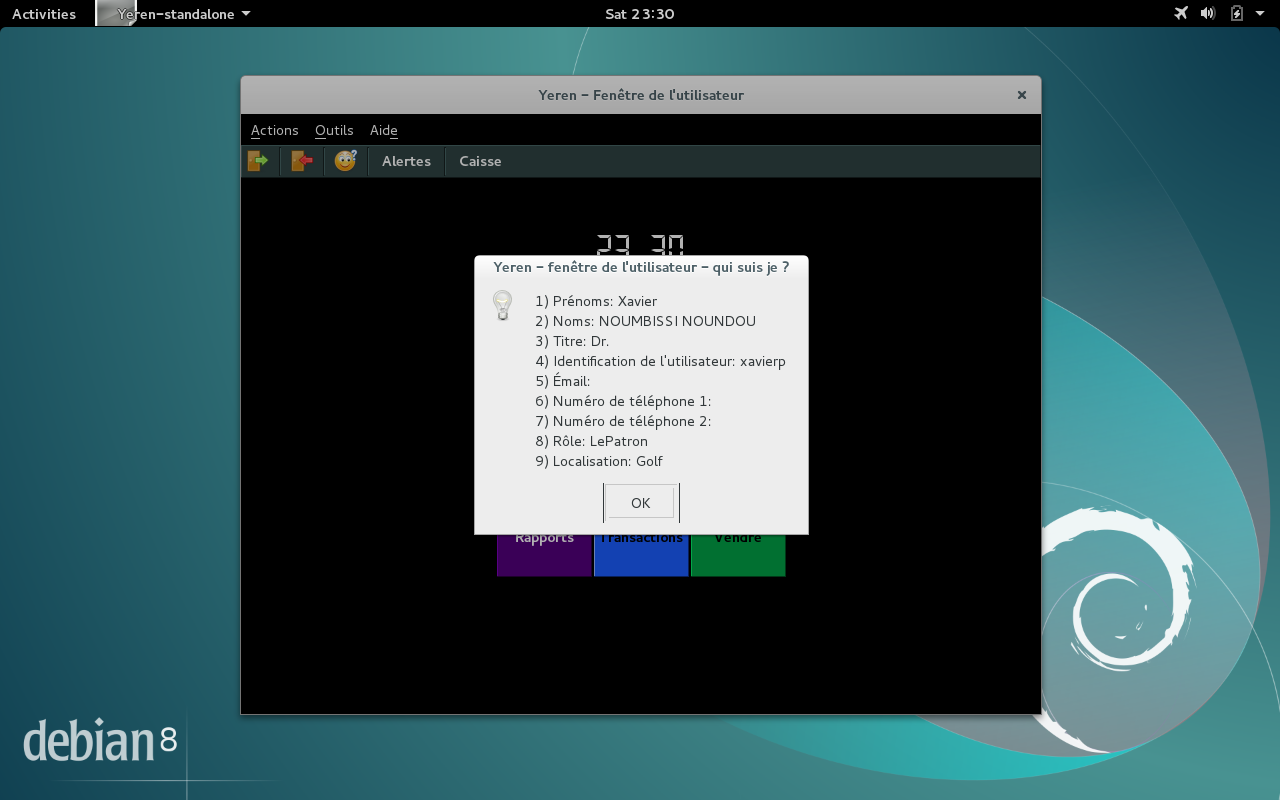 Activities Yeren-standalone Sat 23:30
Yeren - Fenêtre de l'utilisateur
Actions Outils Aide
Alertes Caisse
23 30
Yeren - fenêtre de l'utilisateur - qui suis je ?
1) Prénoms: Xavier
2) Noms: NOUMBISSI NOUNDOU
3) Titre: Dr.
4) Identification de l'utilisateur: xavierp
5) Émail:
6) Numéro de téléphone 1:
7) Numéro de téléphone 2:
8) Rôle: LePatron
9) Localisation: Golf
OK
Rapports Transactions Vendre
debian 8